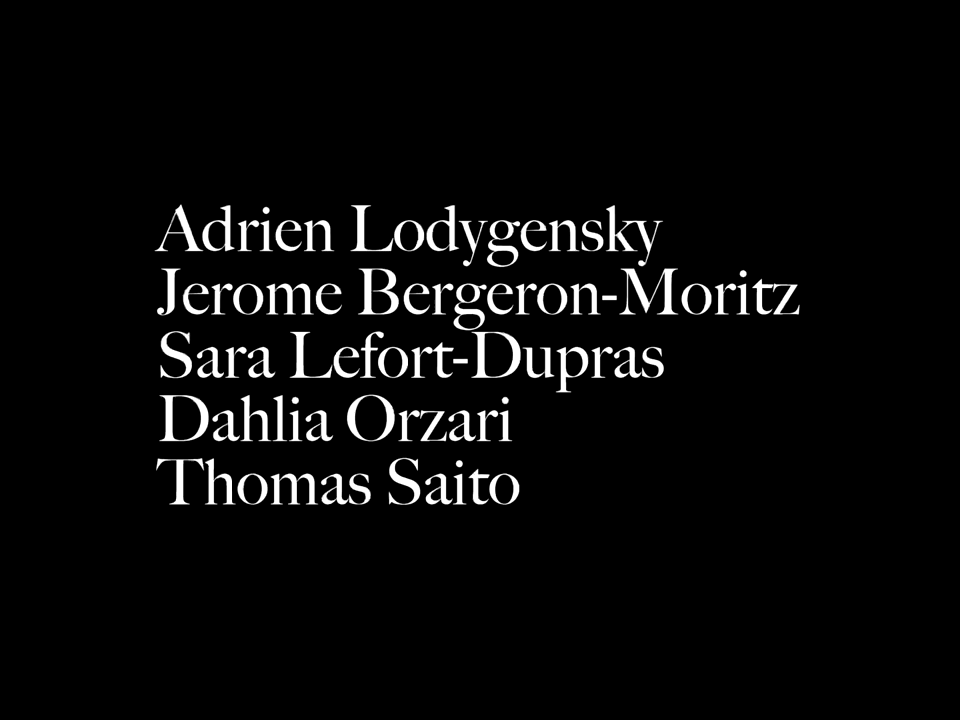 Adrien Lodygensky
Jerome Bergeron-Moritz
Sara Lefort-Dupras
Dahlia Orzari
Thomas Saito